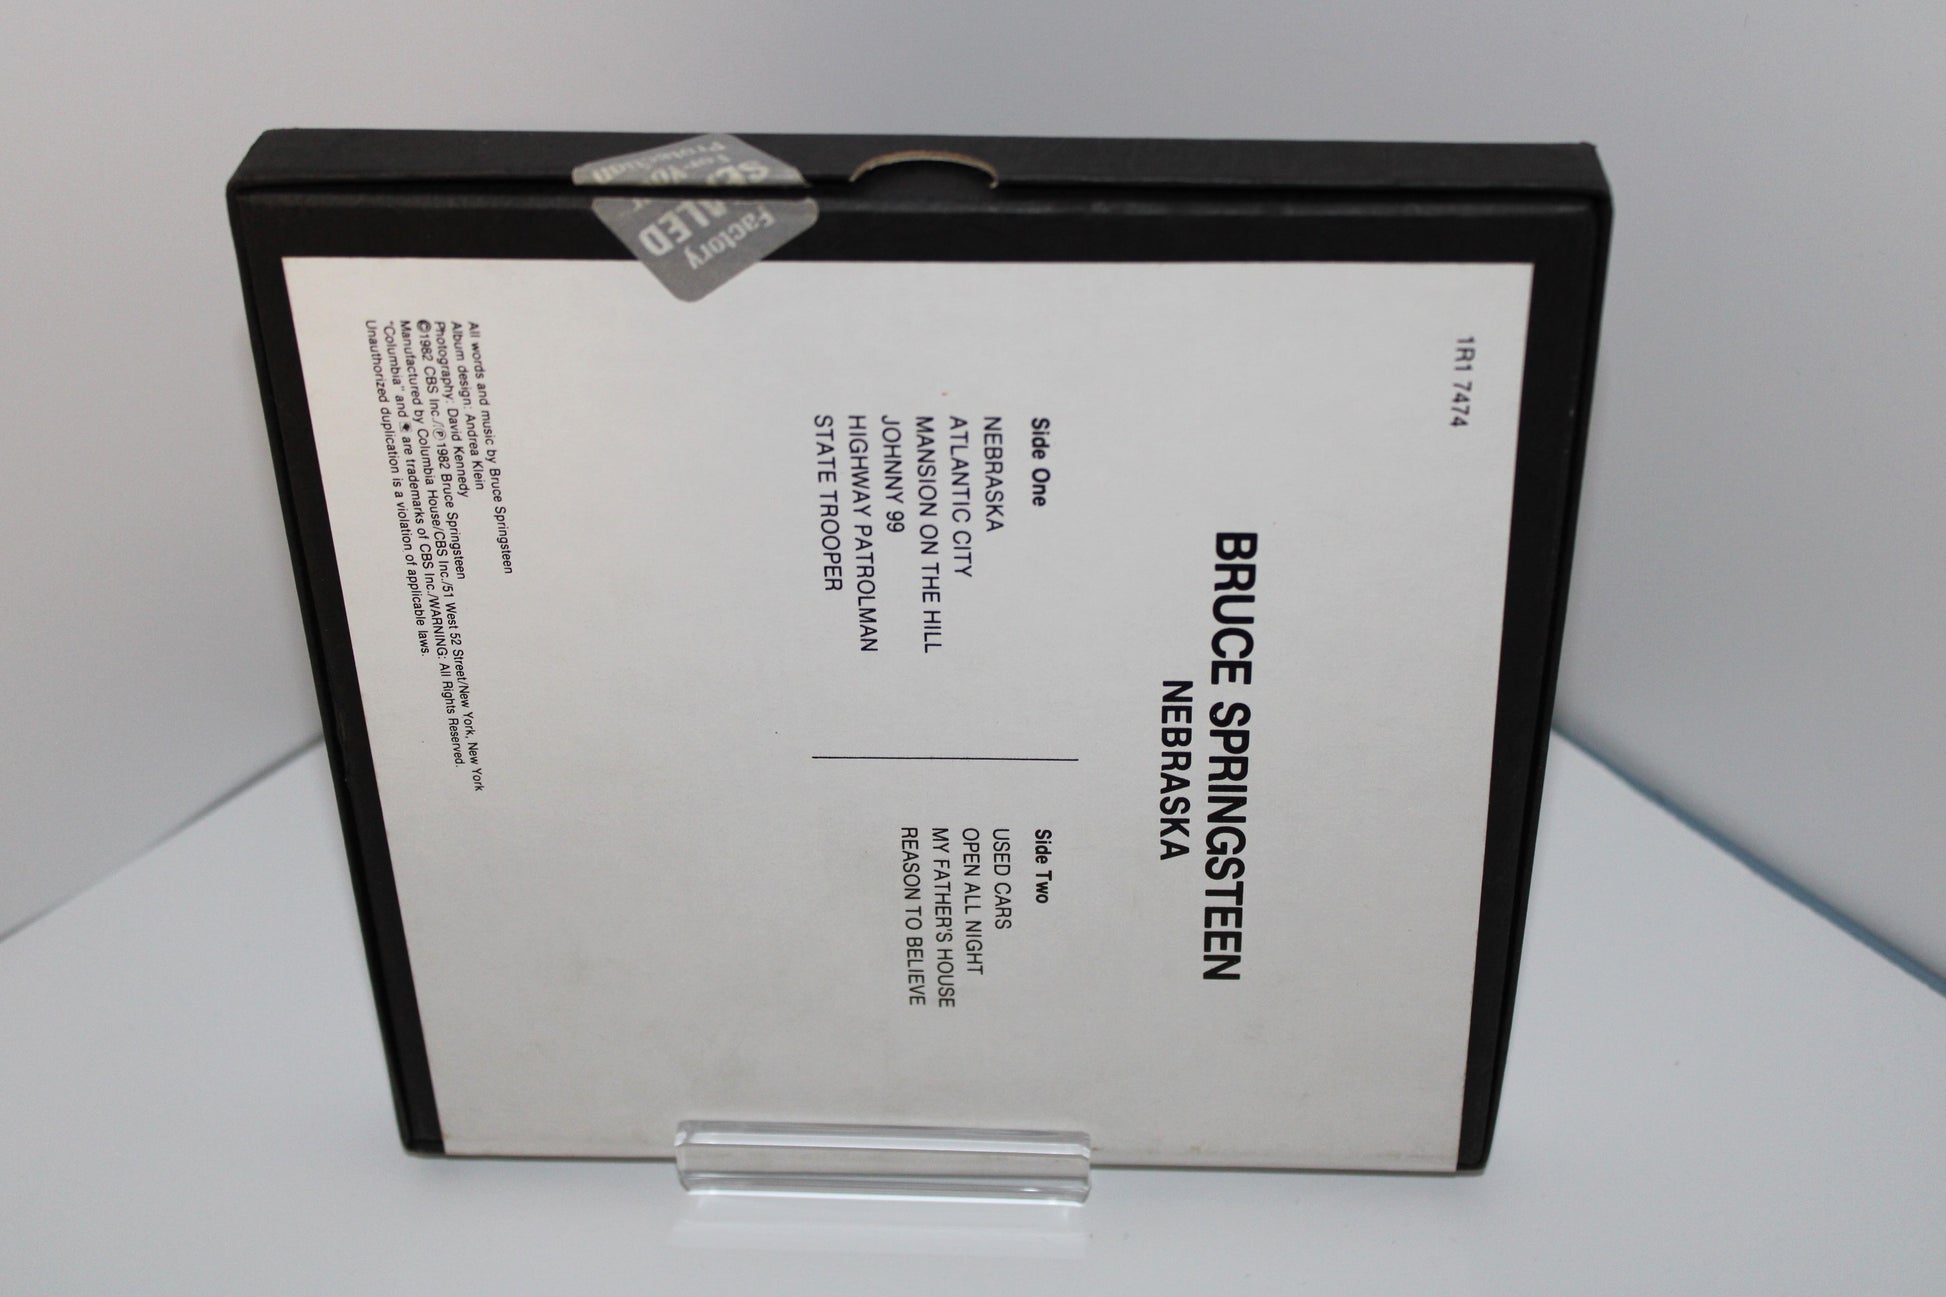 1R1 7474
BRUCE SPRINGSTEEN
NEBRASKA
Side One
NEBRASKA
ATLANTIC CITY
MANSION ON THE HILL
JOHNNY 99
HIGHWAY PATROLMAN
STATE TROOPER
Side Two
USED CARS
OPEN ALL NIGHT
MY FATHER'S HOUSE
REASON TO BELIEVE
All words and music by Bruce Springsteen
Album design: Andrea Klein
Photography: David Kennedy
©1982 CBS Inc./℗1982 Bruce Springsteen
Manufactured by Columbia House/CBS Inc./51 West 52 Street/New York, New York
"Columbia" and are trademarks of CBS Inc./WARNING: All Rights Reserved.
Unauthorized duplication is a violation of applicable laws.
Factory
SEALED
For Your
Protection